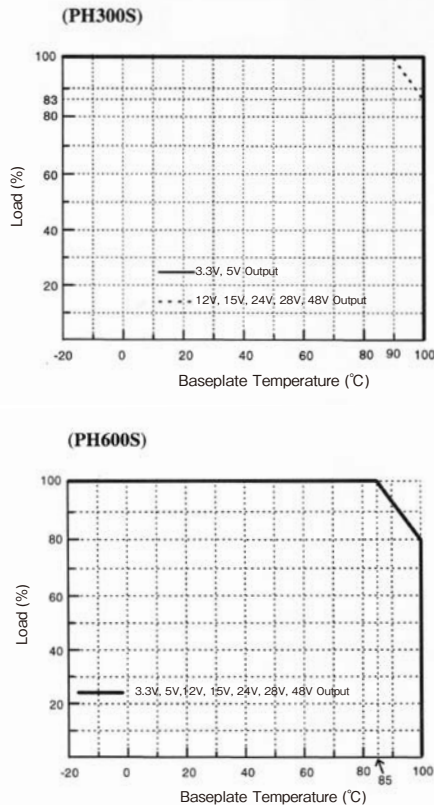 (PH300S)
100
83
80
60
40
20
Load (%)
3.3V, 5V Output
12V, 15V, 24V, 28V, 48V Output
-20 0 20 40 60 80 90 100
Baseplate Temperature (℃)
(PH600S)
100
80
60
40
20
Load (%)
3.3V, 5V,12V, 15V, 24V, 28V, 48V Output
-20 0 20 40 60 80 85 100
Baseplate Temperature (℃)